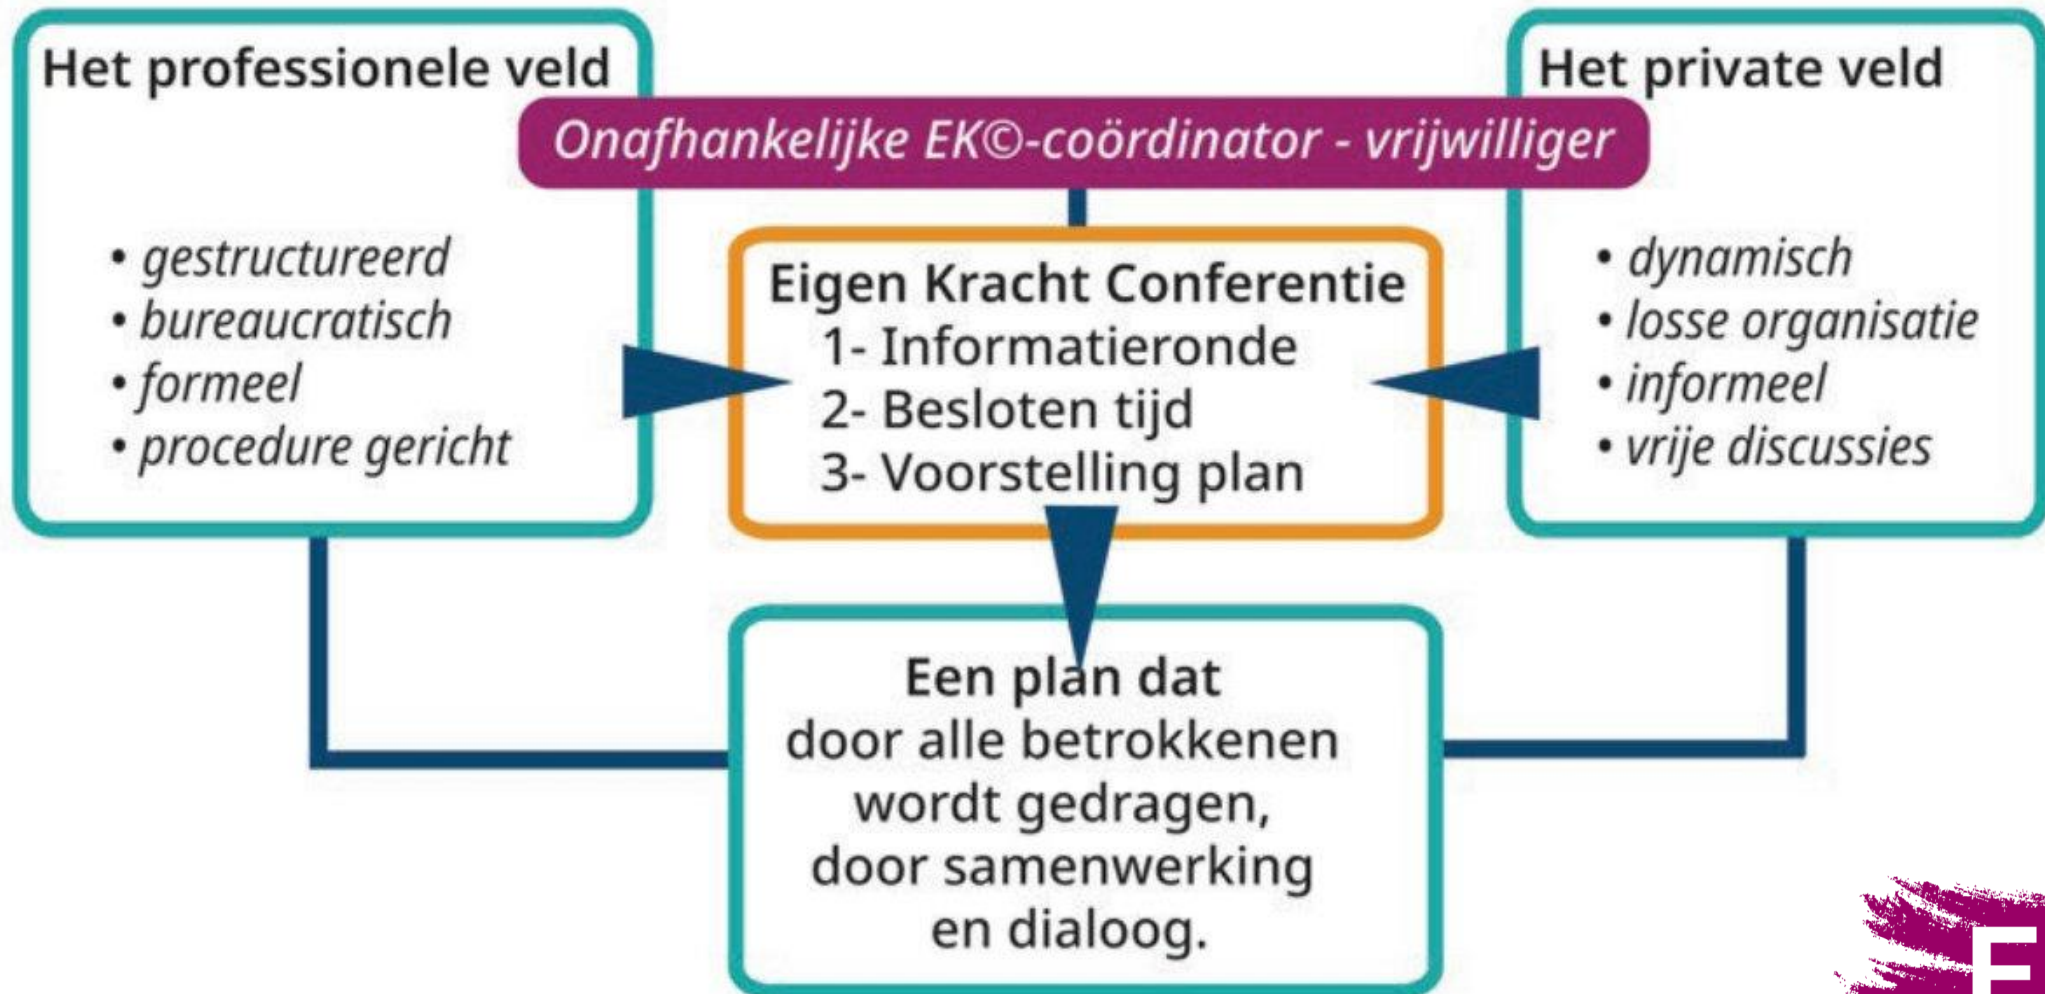 Het professionele veld
• gestructureerd
• bureaucratisch
• formeel
• procedure gericht
Onafhankelijke EK©-coördinator - vrijwilliger
Eigen Kracht Conferentie
1- Informatieronde
2- Besloten tijd
3- Voorstelling plan
Het private veld
• dynamisch
• losse organisatie
• informeel
• vrije discussies
Een plan dat
door alle betrokkenen
wordt gedragen,
door samenwerking
en dialoog.
E